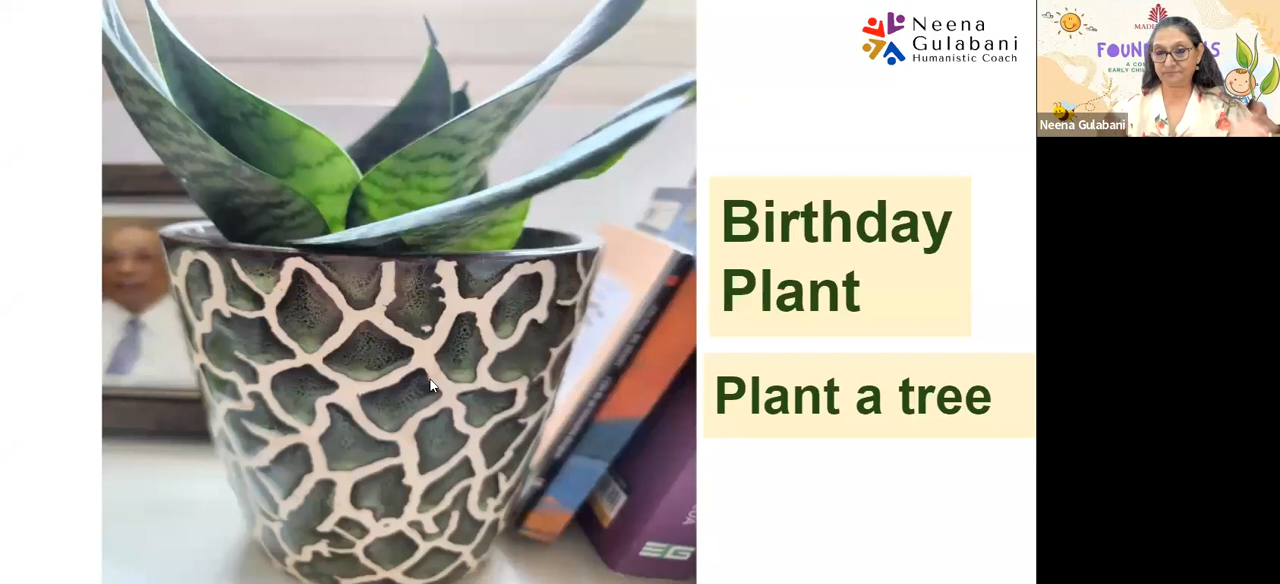 Neena
Gulabani
Humanistic Coach
Birthday
Plant
Plant a tree
Neena Gulabani